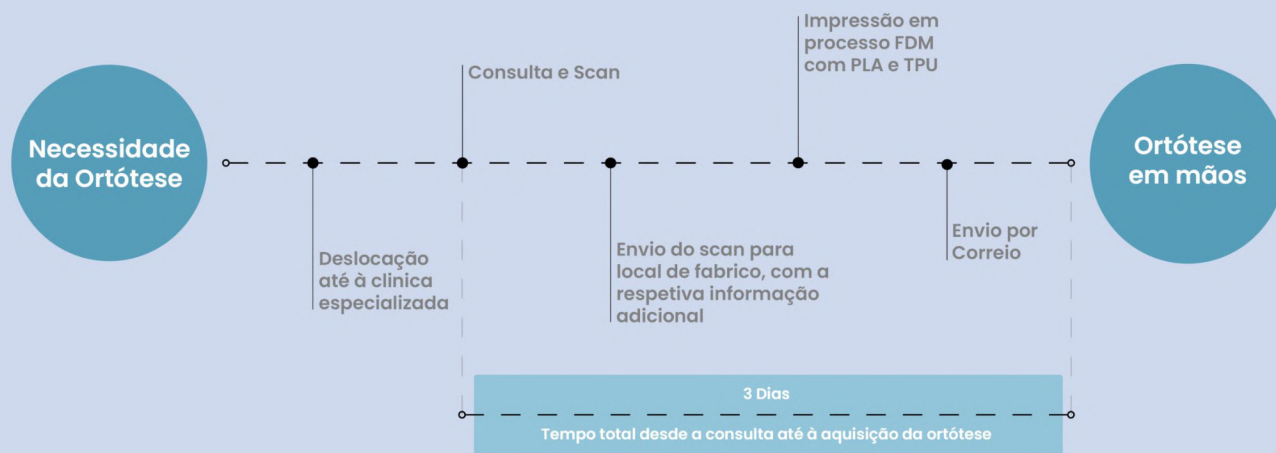 Necessidade
da Ortótese
Deslocação
até à clinica
especializada
Consulta e Scan
Envio do scan para
local de fabrico, com a
respetiva informação
adicional
Impressão em
processo FDM
com PLA e TPU
Envio por
Correio
Ortótese
em mãos
3 Dias
Tempo total desde a consulta até à aquisição da ortótese